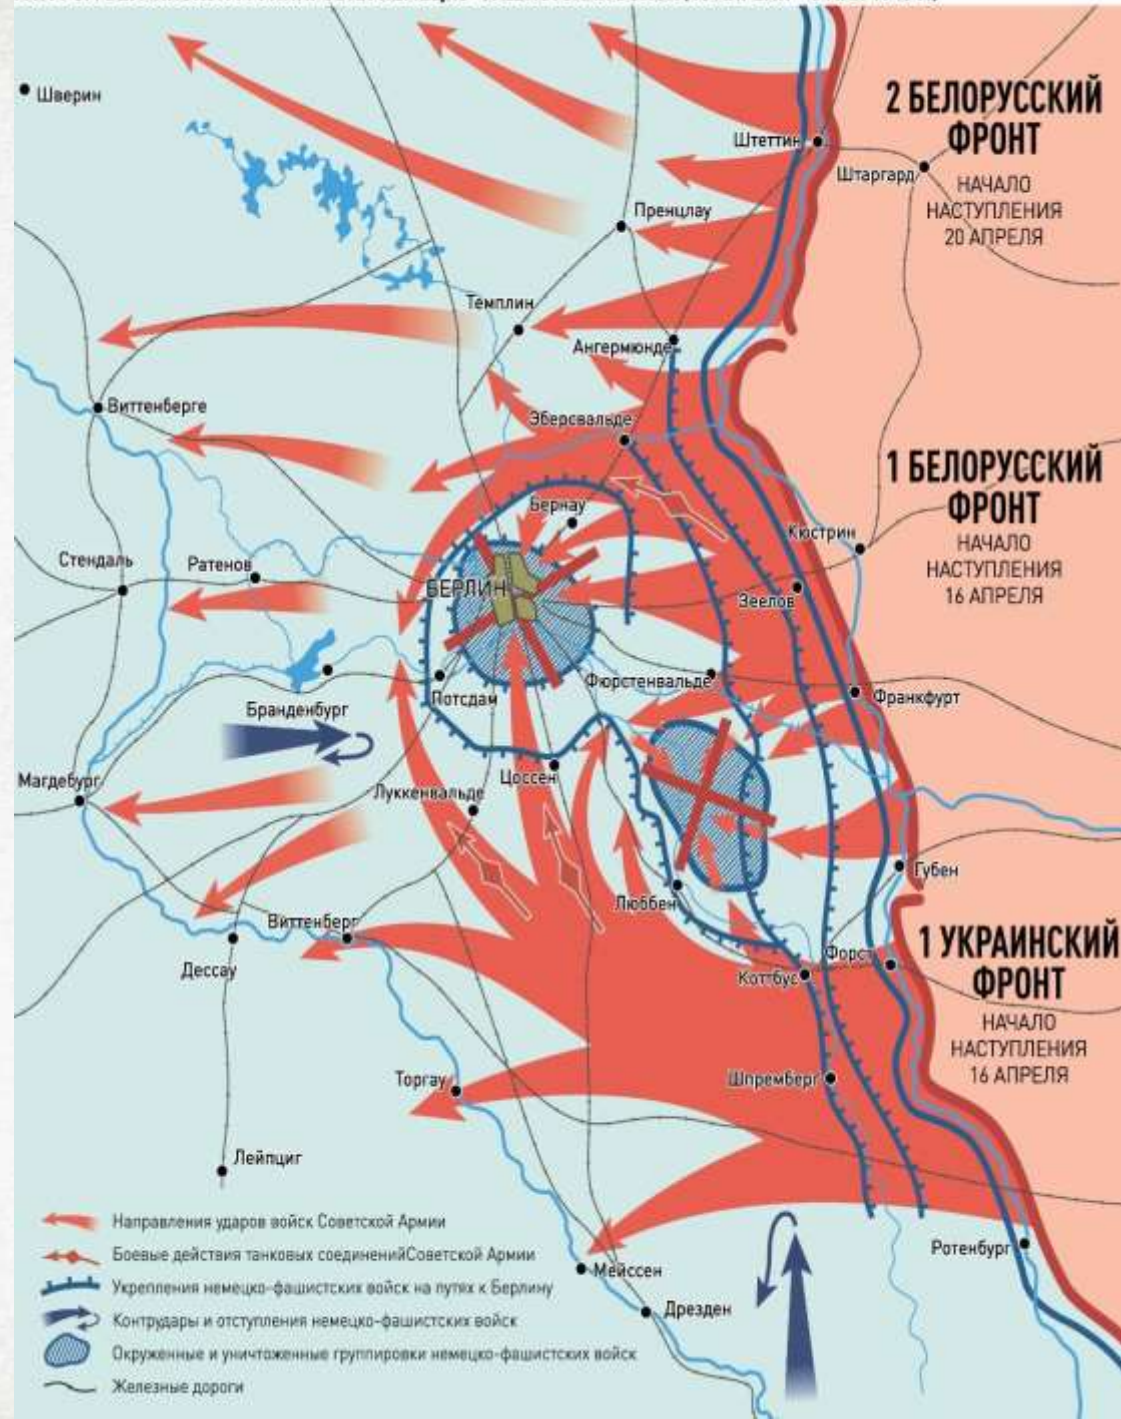 Шверин
2 БЕЛОРУССКИЙ
ФРОНТ
НАЧАЛО
НАСТУПЛЕНИЯ
20 АПРЕЛЯ
Штеттин
Штаргард
Пренцлау
Темплин
Ангермюнде
Виттенберге
Эберсвальде
1 БЕЛОРУССКИЙ
ФРОНТ
НАЧАЛО
НАСТУПЛЕНИЯ
16 АПРЕЛЯ
Бернау
Кюстрин
Стендаль
Ратенов
БЕРЛИН
Зеелов
Фюрстенвальде
Потсдам
Франкфурт
Бранденбург
Цоссен
Магдебург
Луккенвальде
Губен
Люббен
Виттенберг
Дессау
Форст
Коттбус
1 УКРАИНСКИЙ
ФРОНТ
НАЧАЛО
НАСТУПЛЕНИЯ
16 АПРЕЛЯ
Торгау
Шпремберг
Лейпциг
Ротенбург
Мейссен
Дрезден
Направления ударов войск Советской Армии
Боевые действия танковых соединенийСоветской Армии
Укрепления немецко-фашистских войск на путях к Берлину
Контрудары и отступления немецко-фашистских войск
Окруженные и уничтоженные группировки немецко-фашистских войск
Железные дороги